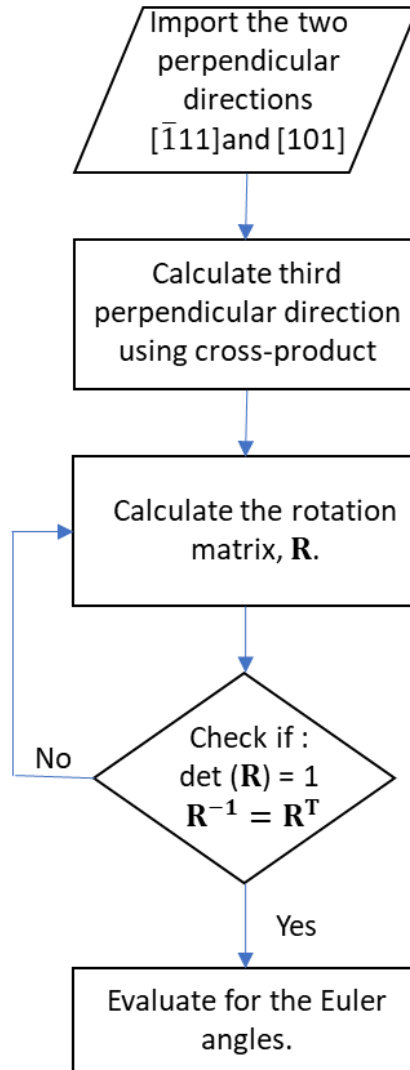 Import the two
perpendicular
directions
[1̄11]and [101]
Calculate third
perpendicular direction
using cross-product
Calculate the rotation
matrix, R.
Check if :
det (R) = 1
R⁻¹ = Rᵀ
No
Yes
Evaluate for the Euler
angles.